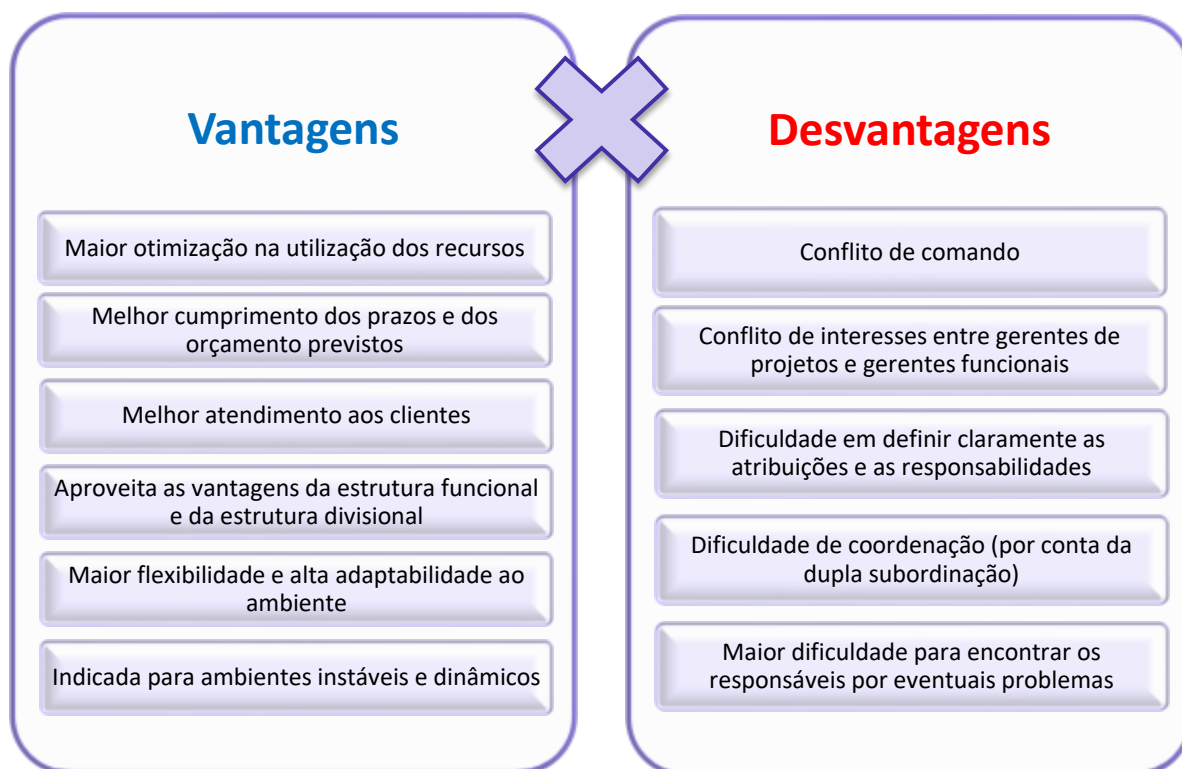 Vantagens
Maior otimização na utilização dos recursos
Melhor cumprimento dos prazos e dos
orçamento previstos
Melhor atendimento aos clientes
Aproveita as vantagens da estrutura funcional
e da estrutura divisional
Maior flexibilidade e alta adaptabilidade ao
ambiente
Indicada para ambientes instáveis e dinâmicos
Desvantagens
Conflito de comando
Conflito de interesses entre gerentes de
projetos e gerentes funcionais
Dificuldade em definir claramente as
atribuições e as responsabilidades
Dificuldade de coordenação (por conta da
dupla subordinação)
Maior dificuldade para encontrar os
responsáveis por eventuais problemas